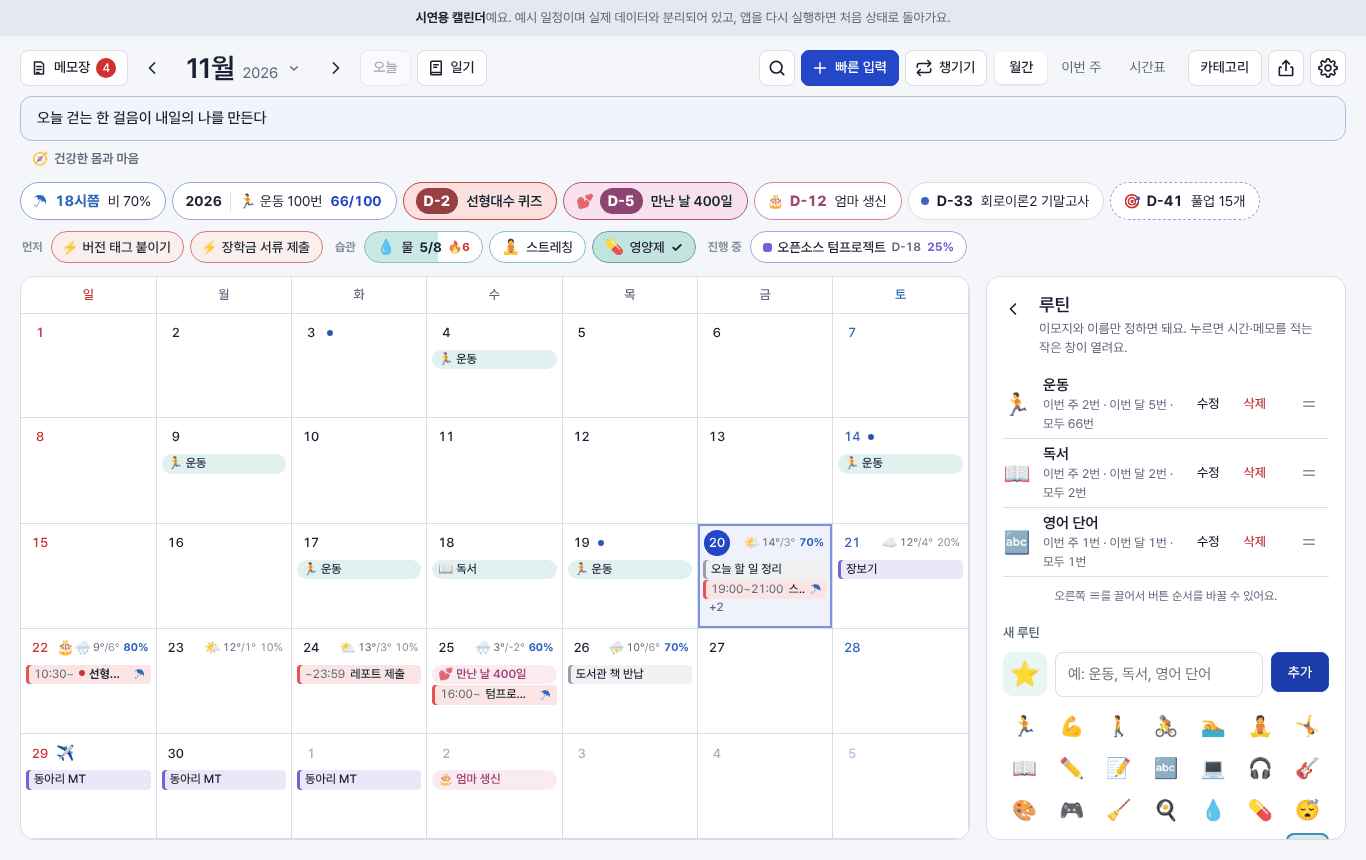 시연용 캘린더예요. 예시 일정이며 실제 데이터와 분리되어 있고, 앱을 다시 실행하면 처음 상태로 돌아가요.
메모장 4 11월 2026 오늘 일기 빠른 입력 챙기기 월간 이번 주 시간표 카테고리
오늘 걷는 한 걸음이 내일의 나를 만든다
건강한 몸과 마음
18시쯤 비 70% 2026 운동 100번 66/100 D-2 선형대수 퀴즈 D-5 만난 날 400일 D-12 엄마 생신 D-33 회로이론2 기말고사 D-41 풀업 15개
먼저 ⚡ 버전 태그 붙이기 ⚡ 장학금 서류 제출 습관 물 5/8 🔥6 스트레칭 영양제 ✓ 진행 중 오픈소스 텀프로젝트 D-18 25%
일 월 화 수 목 금 토
1 2 3 4 5 6 7
운동
8 9 10 11 12 13 14
운동 운동
15 16 17 18 19 20 14°/3° 70% 21 12°/4° 20%
운동 독서 운동 오늘 할 일 정리 장보기
19:00~21:00 스..
+2
22 9°/6° 80% 23 12°/1° 10% 24 13°/3° 10% 25 3°/-2° 60% 26 10°/6° 70% 27 28
10:30~ 선형... ~23:59 레포트 제출 만난 날 400일 도서관 책 반납
16:00~ 텀프로...
29 30 1 2 3 4 5
동아리 MT 동아리 MT 동아리 MT 엄마 생신
루틴
이모지와 이름만 정하면 돼요. 누르면 시간·메모를 적는
작은 창이 열려요.
운동
이번 주 2번 · 이번 달 5번 ·
모두 66번
수정 삭제
독서
이번 주 2번 · 이번 달 2번 ·
모두 2번
수정 삭제
영어 단어
이번 주 1번 · 이번 달 1번 ·
모두 1번
수정 삭제
오른쪽 ≡를 끌어서 버튼 순서를 바꿀 수 있어요.
새 루틴
예: 운동, 독서, 영어 단어 추가